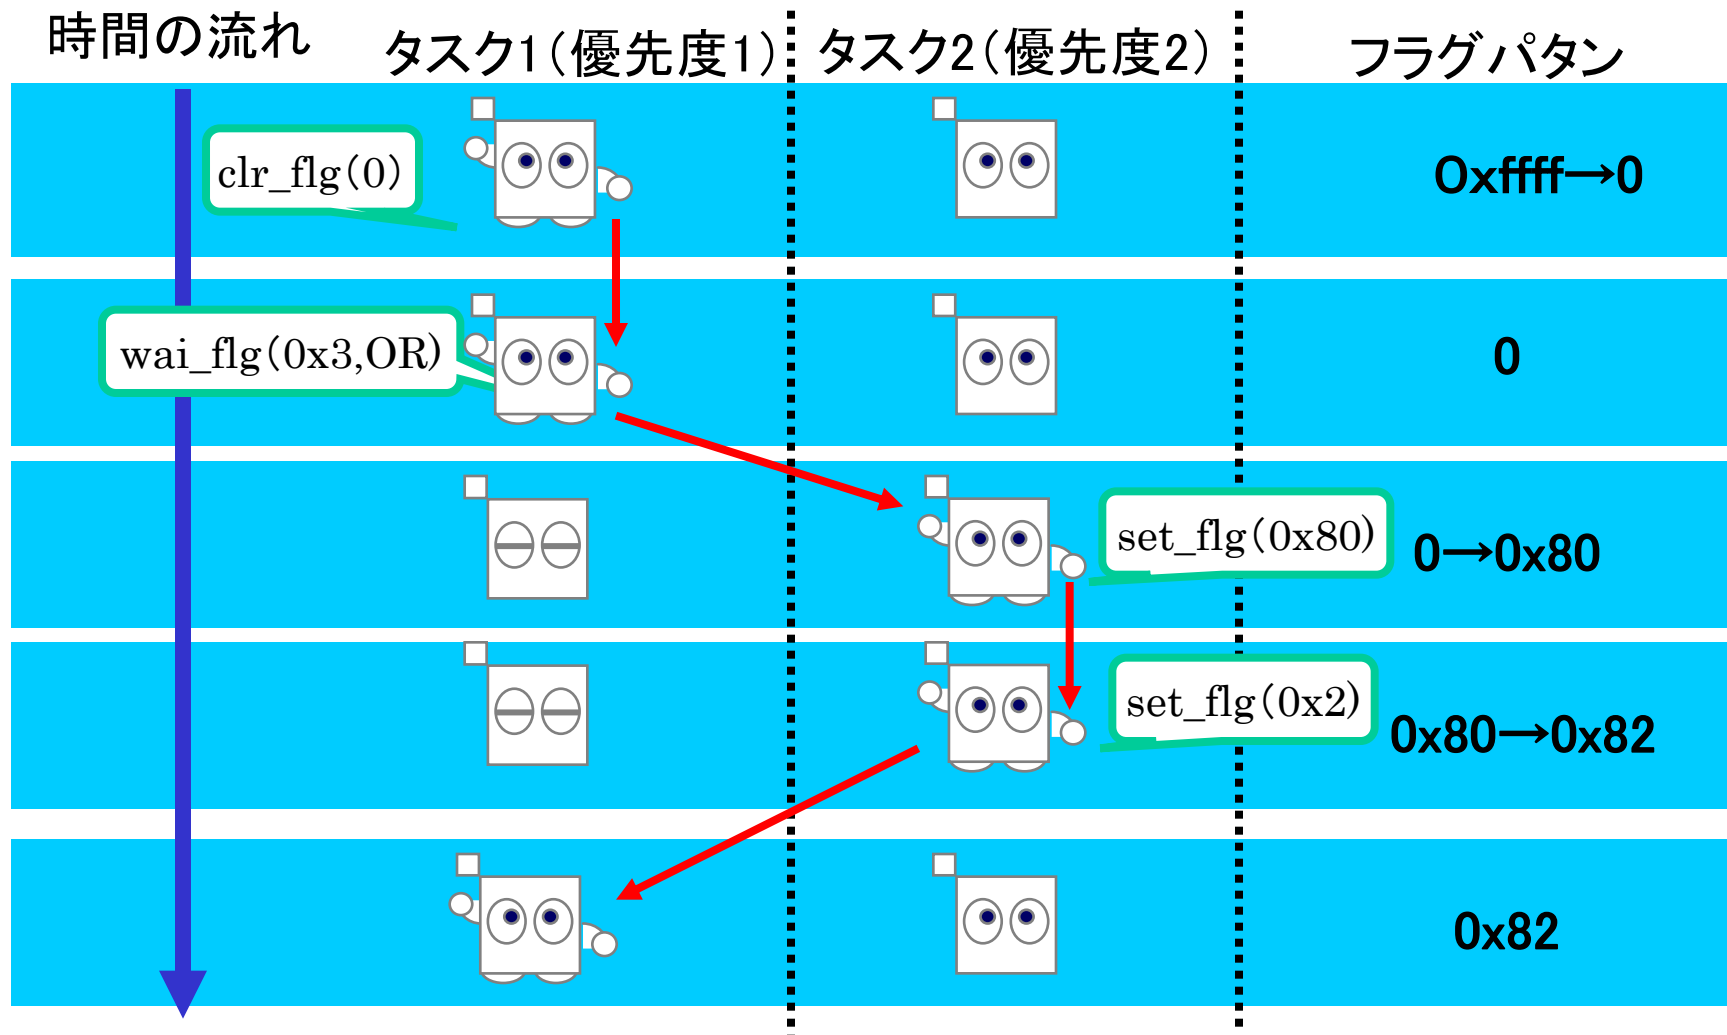 時間の流れ
タスク1(優先度1)
タスク2(優先度2)
フラグパタン
clr_flg(0)
0xffff→0
wai_flg(0x3,OR)
0
set_flg(0x80)
0→0x80
set_flg(0x2)
0x80→0x82
0x82